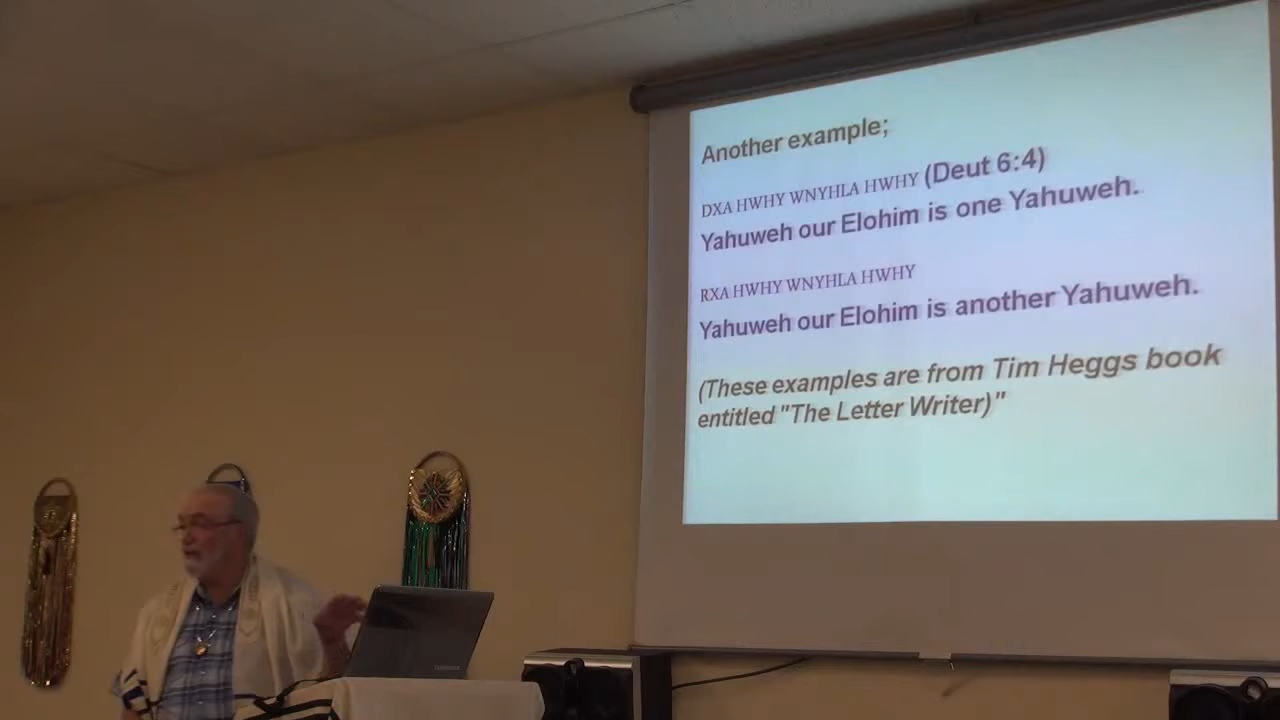 Another example;
DXA HWHY WNYHLA HWHY (Deut 6:4)
Yahuweh our Elohim is one Yahuweh.
RXA HWHY WNYHLA HWHY
Yahuweh our Elohim is another Yahuweh.
(These examples are from Tim Heggs book
entitled "The Letter Writer)"